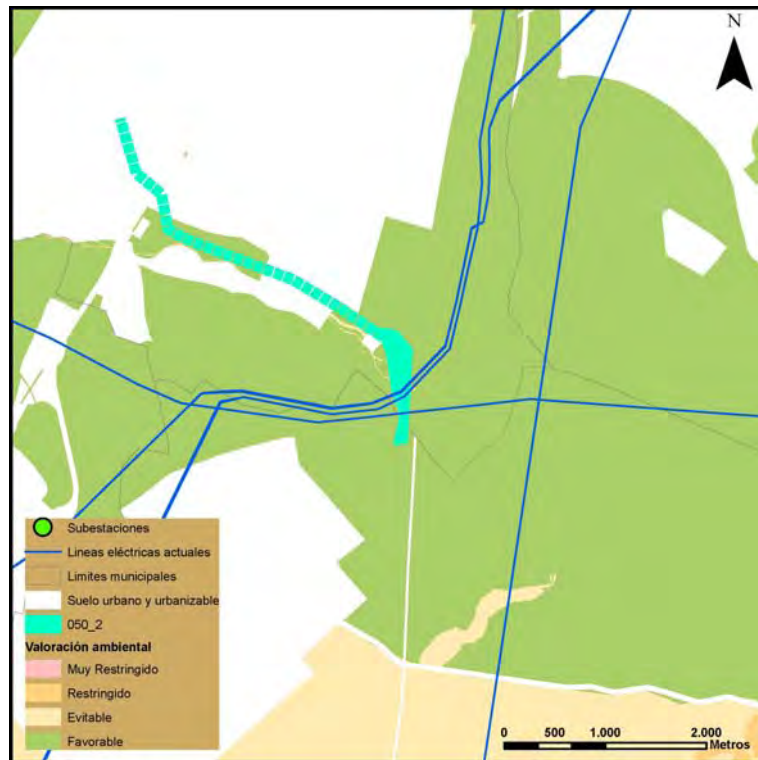 N
Subestaciones
Lineas eléctricas actuales
Limites municipales
Suelo urbano y urbanizable
050_2
Valoración ambiental
Muy Restringido
Restringido
Evitable
Favorable
0 500 1.000 2.000
Metros